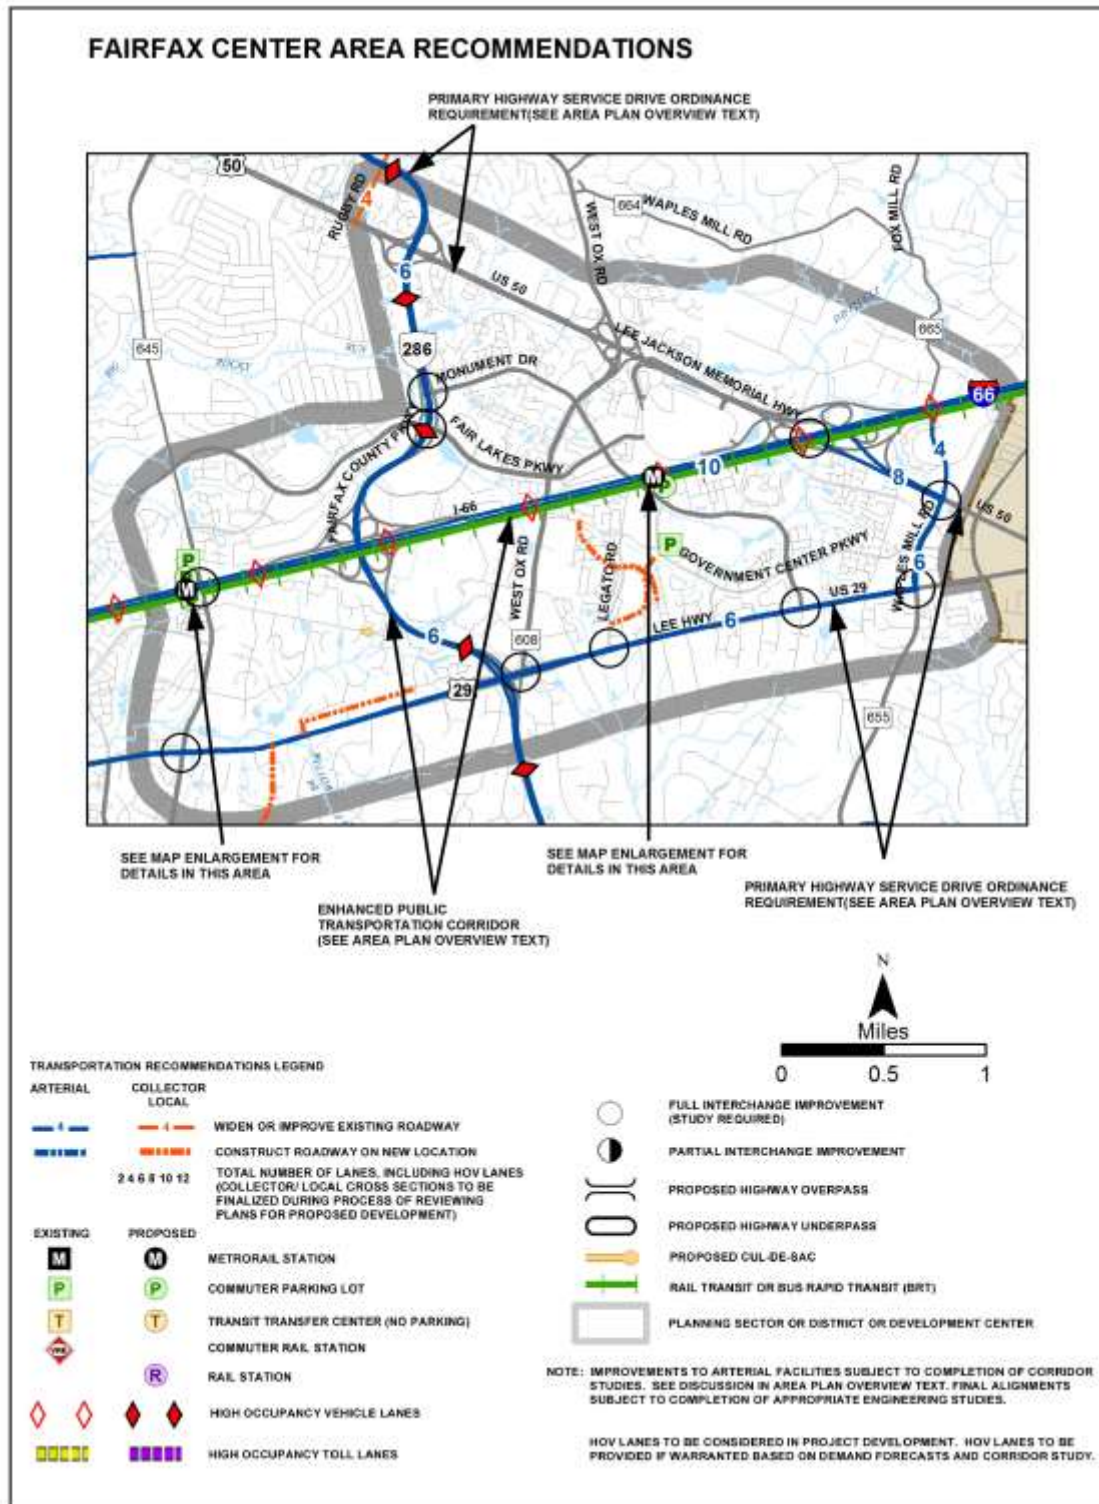 FAIRFAX CENTER AREA RECOMMENDATIONS
PRIMARY HIGHWAY SERVICE DRIVE ORDINANCE
REQUIREMENT(SEE AREA PLAN OVERVIEW TEXT)
50
RUGBY RD
4
664
WAPLES MILL RD
FOX MILL RD
WEST OX RD
6
US 50
665
645
286
MONUMENT DR
LEE JACKSON MEMORIAL HWY
66
FAIRFAX COUNTY PKWY
FAIR LAKES PKWY
M
10
P
8
4
I-66
US 50
P
M
WEST OX RD
LEGATO RD
P
GOVERNMENT CENTER PKWY
WAPLES MILL RD
6
US 29
6
608
LEE HWY
6
29
655
SEE MAP ENLARGEMENT FOR
DETAILS IN THIS AREA
SEE MAP ENLARGEMENT FOR
DETAILS IN THIS AREA
ENHANCED PUBLIC
TRANSPORTATION CORRIDOR
(SEE AREA PLAN OVERVIEW TEXT)
PRIMARY HIGHWAY SERVICE DRIVE ORDINANCE
REQUIREMENT(SEE AREA PLAN OVERVIEW TEXT)
N
Miles
0 0.5 1
TRANSPORTATION RECOMMENDATIONS LEGEND
ARTERIAL COLLECTOR
LOCAL
4 4 WIDEN OR IMPROVE EXISTING ROADWAY
CONSTRUCT ROADWAY ON NEW LOCATION
2 4 6 8 10 12 TOTAL NUMBER OF LANES, INCLUDING HOV LANES
(COLLECTOR/ LOCAL CROSS SECTIONS TO BE
FINALIZED DURING PROCESS OF REVIEWING
PLANS FOR PROPOSED DEVELOPMENT)
EXISTING PROPOSED
M M METRORAIL STATION
P P COMMUTER PARKING LOT
T T TRANSIT TRANSFER CENTER (NO PARKING)
VRE COMMUTER RAIL STATION
R RAIL STATION
HIGH OCCUPANCY VEHICLE LANES
HIGH OCCUPANCY TOLL LANES
FULL INTERCHANGE IMPROVEMENT
(STUDY REQUIRED)
PARTIAL INTERCHANGE IMPROVEMENT
PROPOSED HIGHWAY OVERPASS
PROPOSED HIGHWAY UNDERPASS
PROPOSED CUL-DE-SAC
RAIL TRANSIT OR BUS RAPID TRANSIT (BRT)
PLANNING SECTOR OR DISTRICT OR DEVELOPMENT CENTER
NOTE: IMPROVEMENTS TO ARTERIAL FACILITIES SUBJECT TO COMPLETION OF CORRIDOR
STUDIES. SEE DISCUSSION IN AREA PLAN OVERVIEW TEXT. FINAL ALIGNMENTS
SUBJECT TO COMPLETION OF APPROPRIATE ENGINEERING STUDIES.
HOV LANES TO BE CONSIDERED IN PROJECT DEVELOPMENT. HOV LANES TO BE
PROVIDED IF WARRANTED BASED ON DEMAND FORECASTS AND CORRIDOR STUDY.